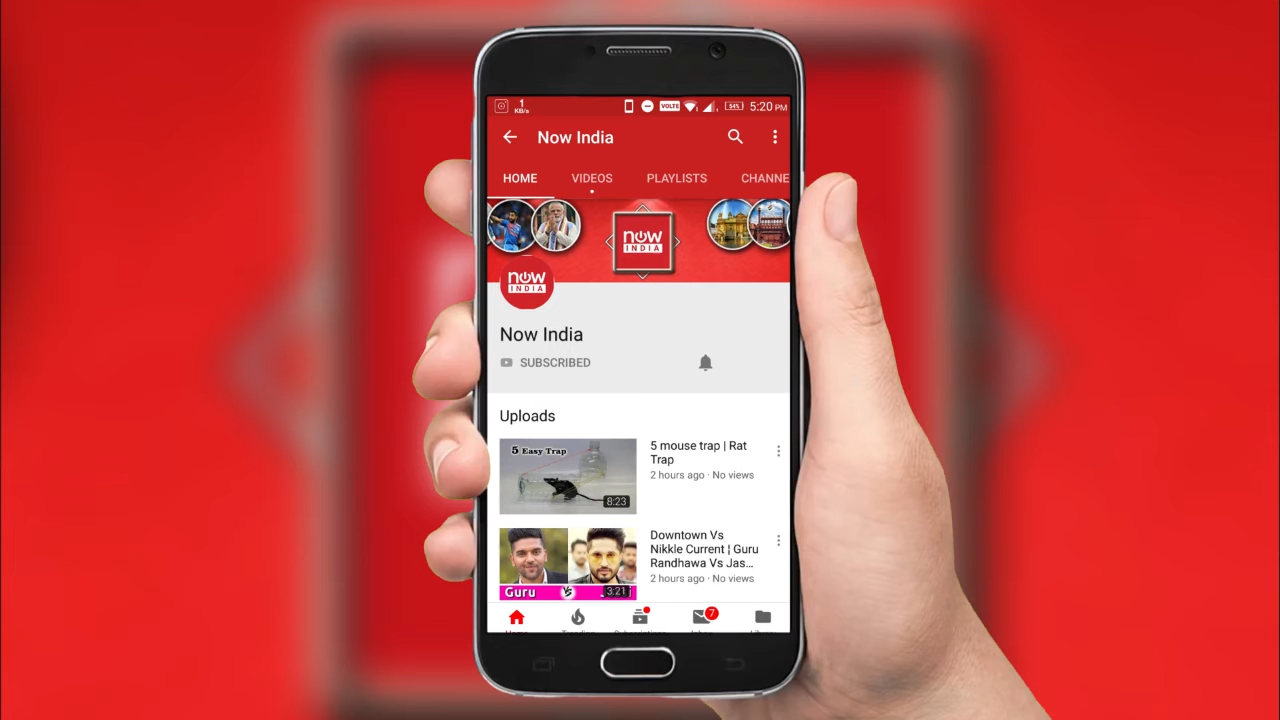 1
KB/s
VOLTE
54%
5:20 PM
Now India
HOME VIDEOS PLAYLISTS CHANNE
now
INDIA
now
INDIA
Now India
SUBSCRIBED
Uploads
5 Easy Trap
8:23
5 mouse trap | Rat
Trap
2 hours ago · No views
Guru
Vs
3:21
Downtown Vs
Nikkle Current ¦ Guru
Randhawa Vs Jas...
2 hours ago · No views
7